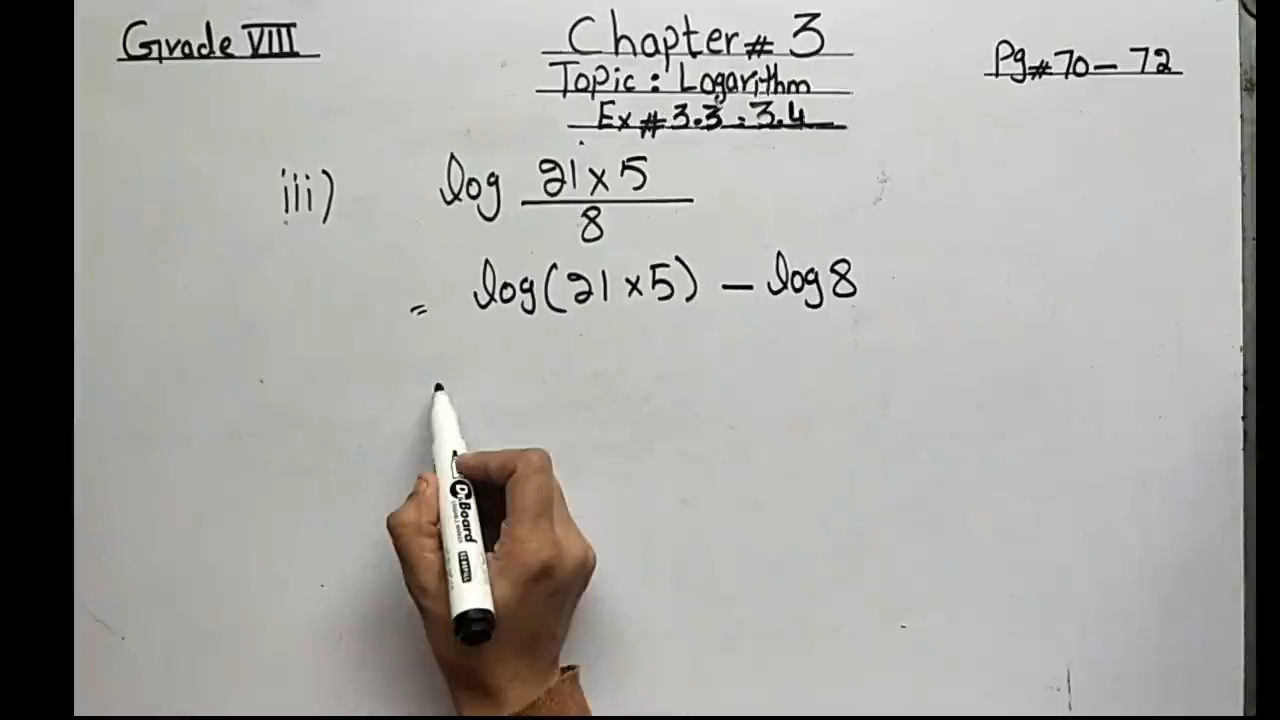 Grade VIII
Chapter # 3
Pg# 70 - 72
Topic : Logarithm
Ex # 3.3 , 3.4
iii) log 21 x 5 / 8
= log(21 x 5) - log 8
Board